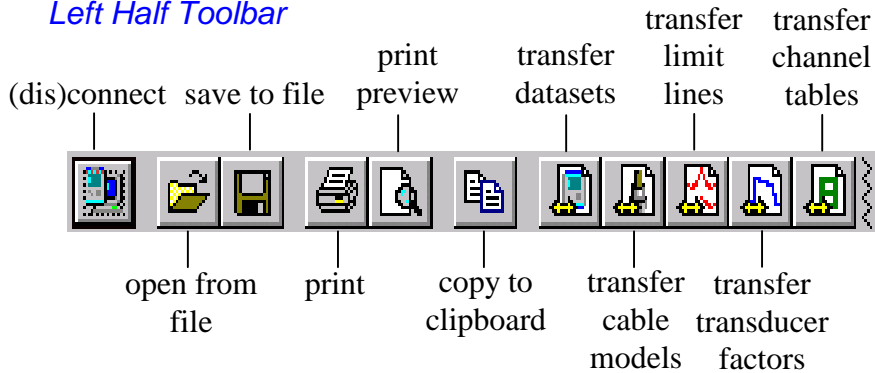 Left Half Toolbar
(dis)connect
save to file
print
preview
transfer
datasets
transfer
limit
lines
transfer
channel
tables
open from
file
print
copy to
clipboard
transfer
cable
models
transfer
transducer
factors